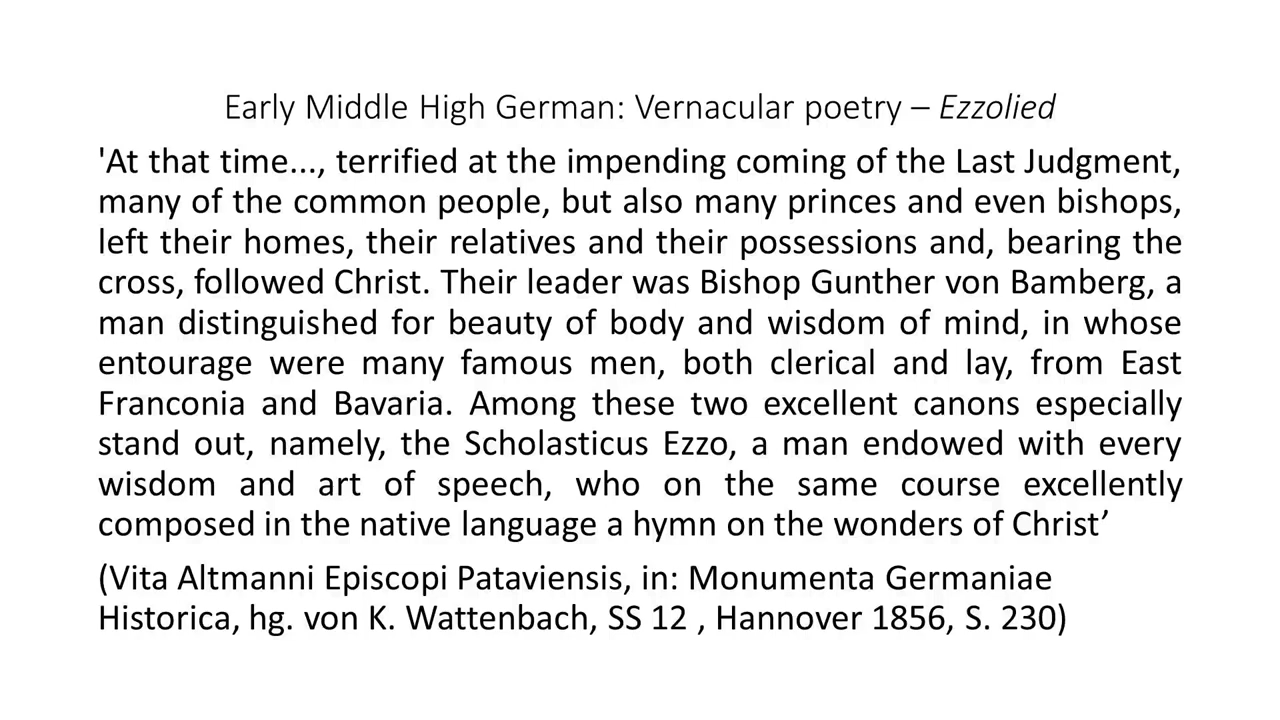 Early Middle High German: Vernacular poetry – Ezzolied
'At that time..., terrified at the impending coming of the Last Judgment,
many of the common people, but also many princes and even bishops,
left their homes, their relatives and their possessions and, bearing the
cross, followed Christ. Their leader was Bishop Gunther von Bamberg, a
man distinguished for beauty of body and wisdom of mind, in whose
entourage were many famous men, both clerical and lay, from East
Franconia and Bavaria. Among these two excellent canons especially
stand out, namely, the Scholasticus Ezzo, a man endowed with every
wisdom and art of speech, who on the same course excellently
composed in the native language a hymn on the wonders of Christ’
(Vita Altmanni Episcopi Pataviensis, in: Monumenta Germaniae
Historica, hg. von K. Wattenbach, SS 12 , Hannover 1856, S. 230)